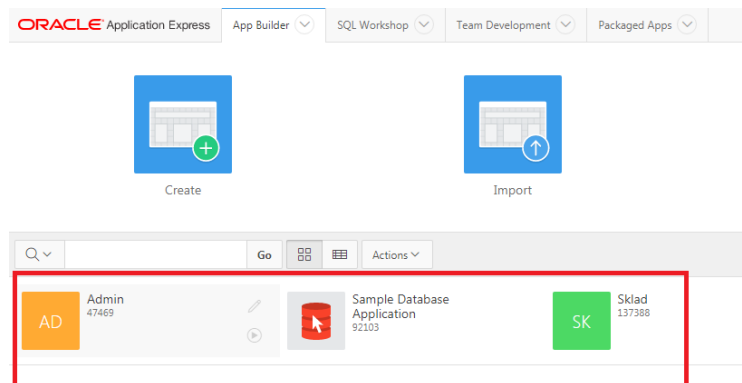 ORACLE Application Express App Builder SQL Workshop Team Development Packaged Apps
Create Import
Go Actions
AD Admin
47469
Sample Database
Application
92103
SK Sklad
137388